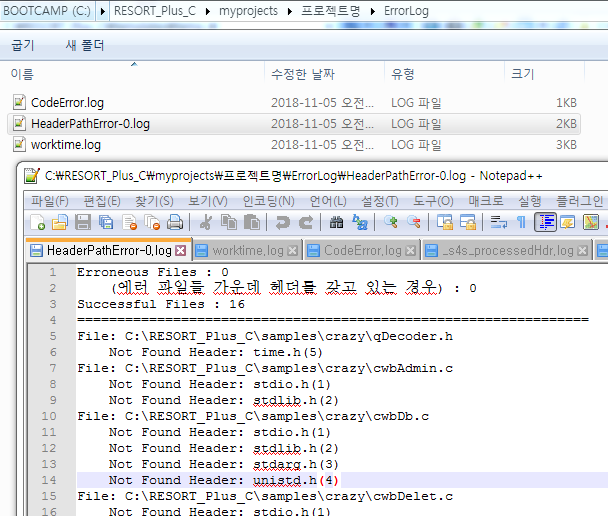 BOOTCAMP (C:) RESORT_Plus_C myprojects 프로젝트명 ErrorLog
굽기 새 폴더
이름 수정한 날짜 유형 크기
CodeError.log 2018-11-05 오전... LOG 파일 1KB
HeaderPathError-0.log 2018-11-05 오전... LOG 파일 2KB
worktime.log 2018-11-05 오전... LOG 파일 3KB
C:₩RESORT_Plus_C₩myprojects₩프로젝트명₩ErrorLog₩HeaderPathError-0.log - Notepad++
파일(F) 편집(E) 찾기(S) 보기(V) 인코딩(N) 언어(L) 설정(T) 도구(O) 매크로 실행 플러그인
HeaderPathError-0.log worktime.log CodeError.log _s4s_processedHdr.log
1 Erroneous Files : 0
2 (에러 파일들 가운데 헤더를 갖고 있는 경우) : 0
3 Successful Files : 16
4 ================================================================
5 File: C:\RESORT_Plus_C\samples\crazy\qDecoder.h
6 Not Found Header: time.h(5)
7 File: C:\RESORT_Plus_C\samples\crazy\cwbAdmin.c
8 Not Found Header: stdio.h(1)
9 Not Found Header: stdlib.h(2)
10 File: C:\RESORT_Plus_C\samples\crazy\cwbDb.c
11 Not Found Header: stdio.h(1)
12 Not Found Header: stdlib.h(2)
13 Not Found Header: stdarg.h(3)
14 Not Found Header: unistd.h(4)
15 File: C:\RESORT_Plus_C\samples\crazy\cwbDelet.c
16 Not Found Header: stdio.h(1)